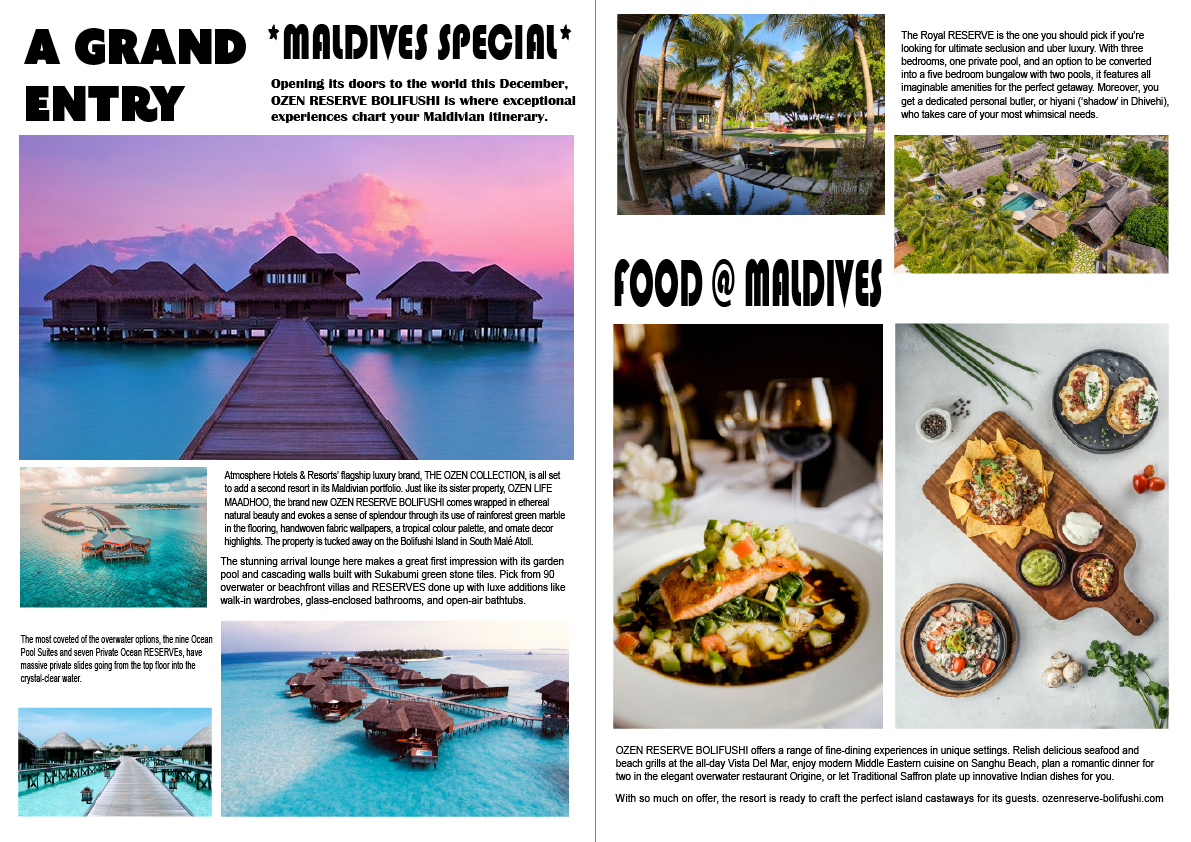 A GRAND
ENTRY
*MALDIVES SPECIAL*
Opening its doors to the world this December,
OZEN RESERVE BOLIFUSHI is where exceptional
experiences chart your Maldivian itinerary.
Atmosphere Hotels & Resorts' flagship luxury brand, THE OZEN COLLECTION, is all set
to add a second resort in its Maldivian portfolio. Just like its sister property, OZEN LIFE
MAADHOO, the brand new OZEN RESERVE BOLIFUSHI comes wrapped in ethereal
natural beauty and evokes a sense of splendour through its use of rainforest green marble
in the flooring, handwoven fabric wallpapers, a tropical colour palette, and ornate decor
highlights. The property is tucked away on the Bolifushi Island in South Malé Atoll.
The stunning arrival lounge here makes a great first impression with its garden
pool and cascading walls built with Sukabumi green stone tiles. Pick from 90
overwater or beachfront villas and RESERVES done up with luxe additions like
walk-in wardrobes, glass-enclosed bathrooms, and open-air bathtubs.
The most coveted of the overwater options, the nine Ocean
Pool Suites and seven Private Ocean RESERVEs, have
massive private slides going from the top floor into the
crystal-clear water.
The Royal RESERVE is the one you should pick if you're
looking for ultimate seclusion and uber luxury. With three
bedrooms, one private pool, and an option to be converted
into a five bedroom bungalow with two pools, it features all
imaginable amenities for the perfect getaway. Moreover, you
get a dedicated personal butler, or hiyani ('shadow' in Dhivehi),
who takes care of your most whimsical needs.
FOOD @ MALDIVES
OZEN RESERVE BOLIFUSHI offers a range of fine-dining experiences in unique settings. Relish delicious seafood and
beach grills at the all-day Vista Del Mar, enjoy modern Middle Eastern cuisine on Sanghu Beach, plan a romantic dinner for
two in the elegant overwater restaurant Origine, or let Traditional Saffron plate up innovative Indian dishes for you.
With so much on offer, the resort is ready to craft the perfect island castaways for its guests. ozenreserve-bolifushi.com